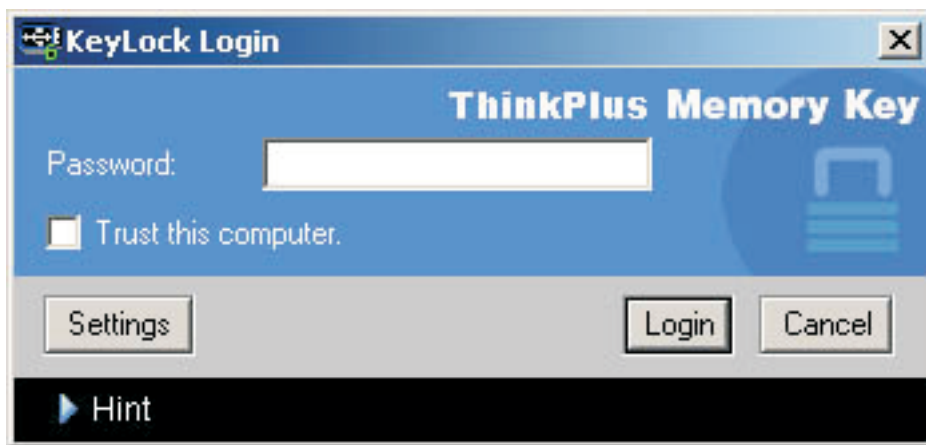 KeyLock Login
ThinkPlus Memory Key
Password:
Trust this computer.
Settings Login Cancel
Hint